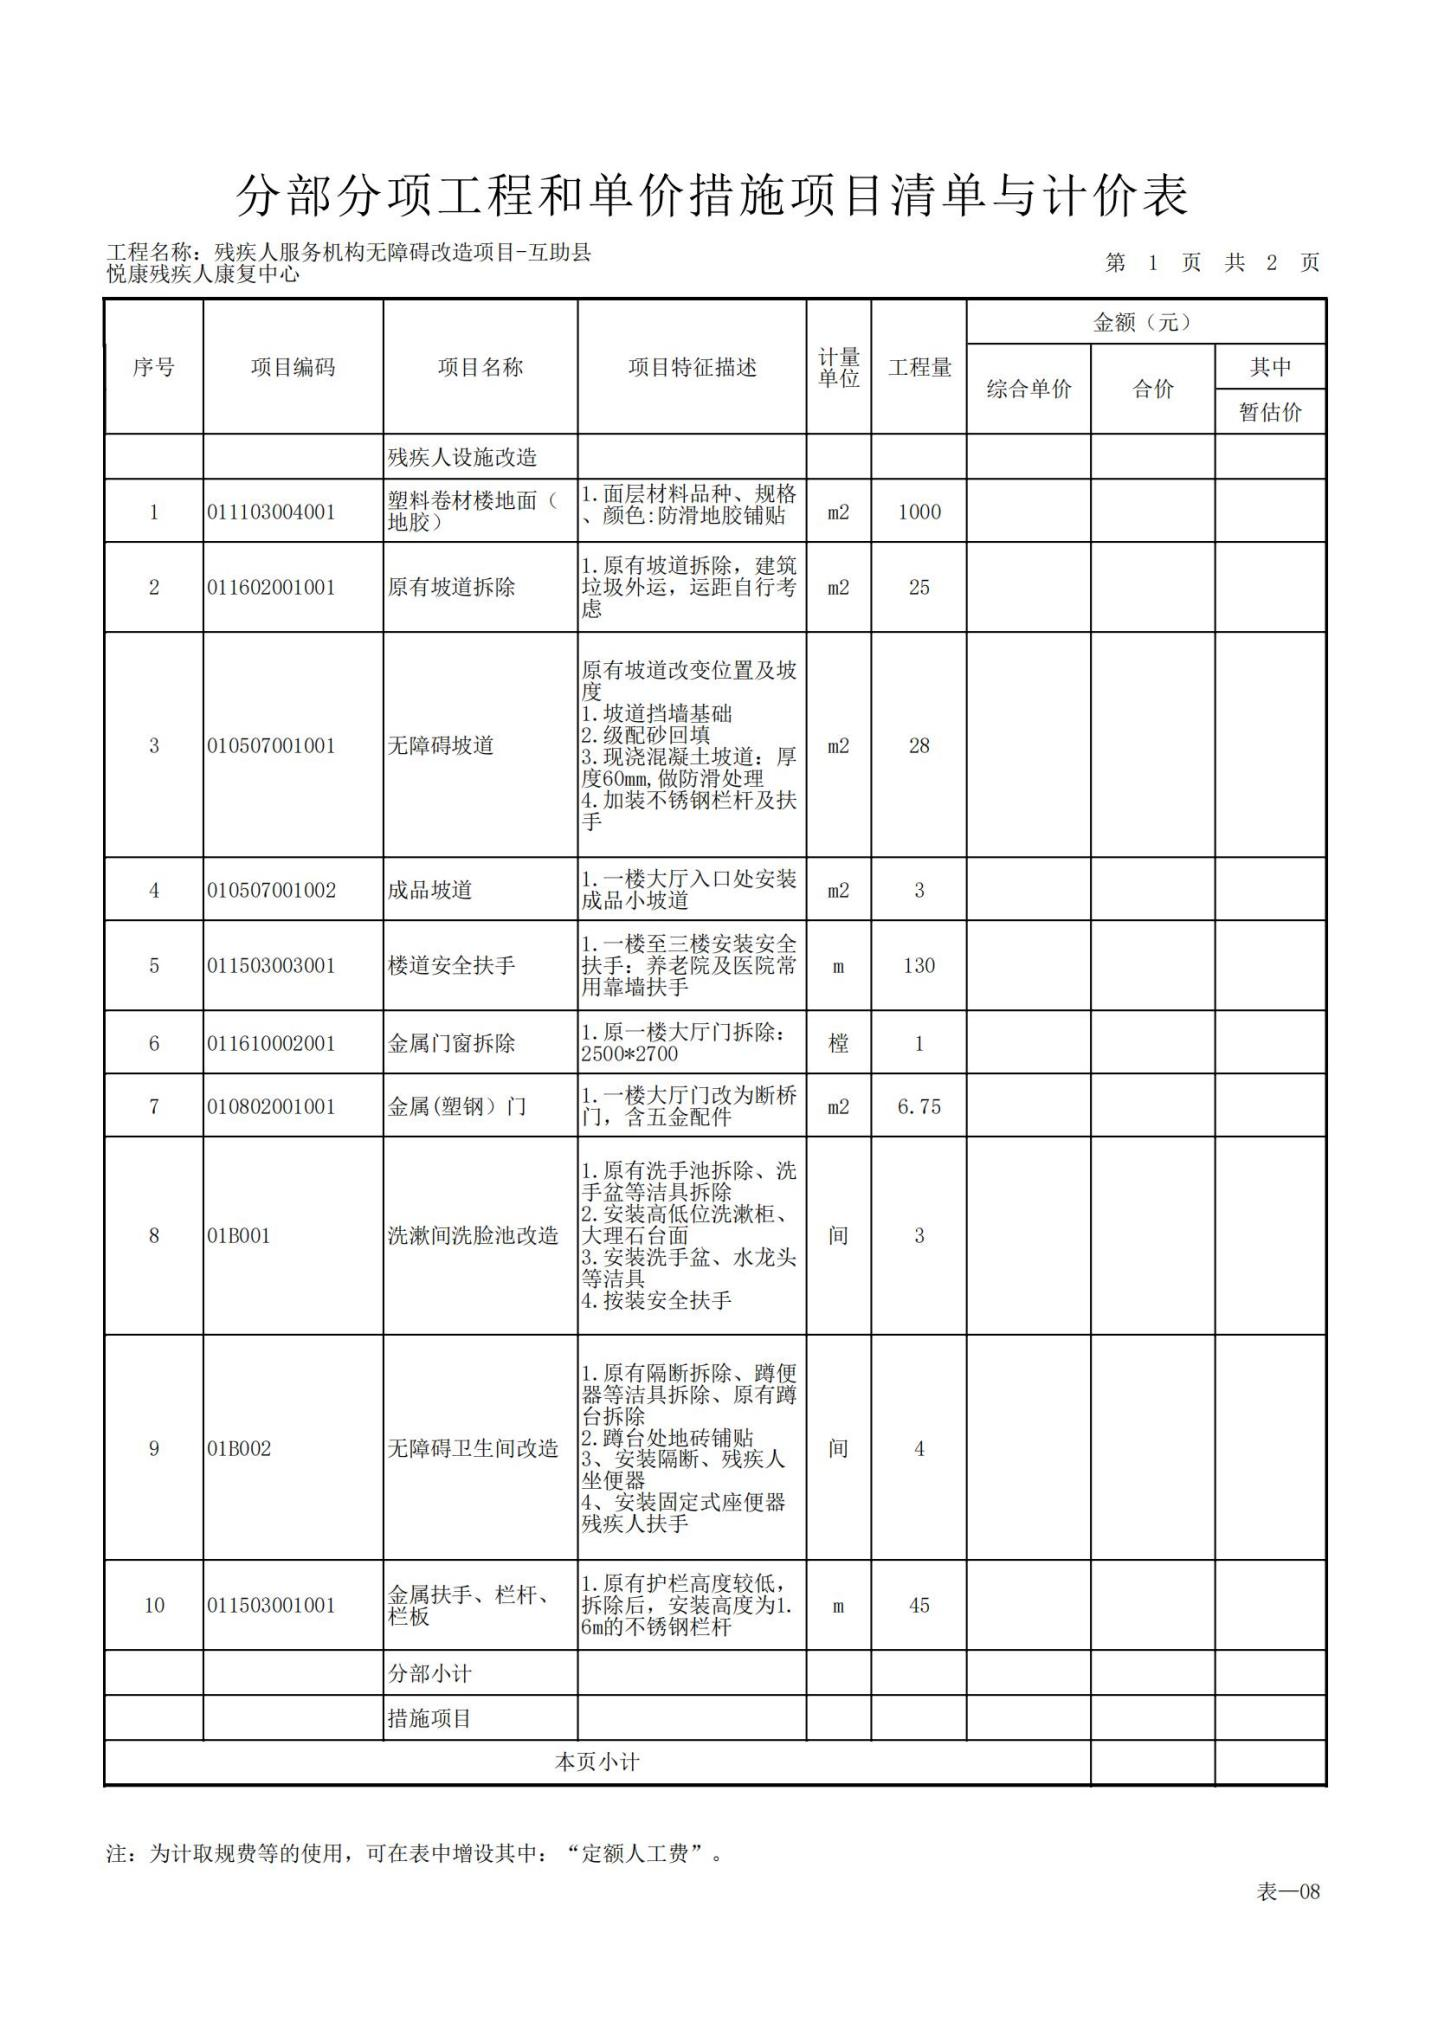 分部分项工程和单价措施项目清单与计价表
工程名称：残疾人服务机构无障碍改造项目-互助县
悦康残疾人康复中心
第 1 页 共 2 页
序号
项目编码
项目名称
项目特征描述
计量
单位
工程量
金额（元）
综合单价
合价
其中
暂估价
残疾人设施改造
1
011103004001
塑料卷材楼地面（
地胶）
1.面层材料品种、规格
、颜色:防滑地胶铺贴
m2
1000
2
011602001001
原有坡道拆除
1.原有坡道拆除，建筑
垃圾外运，运距自行考
虑
m2
25
3
010507001001
无障碍坡道
原有坡道改变位置及坡
度
1.坡道挡墙基础
2.级配砂回填
3.现浇混凝土坡道：厚
度60mm,做防滑处理
4.加装不锈钢栏杆及扶
手
m2
28
4
010507001002
成品坡道
1.一楼大厅入口处安装
成品小坡道
m2
3
5
011503003001
楼道安全扶手
1.一楼至三楼安装安全
扶手：养老院及医院常
用靠墙扶手
m
130
6
011610002001
金属门窗拆除
1.原一楼大厅门拆除：
2500*2700
樘
1
7
010802001001
金属(塑钢）门
1.一楼大厅门改为断桥
门，含五金配件
m2
6.75
8
01B001
洗漱间洗脸池改造
1.原有洗手池拆除、洗
手盆等洁具拆除
2.安装高低位洗漱柜、
大理石台面
3.安装洗手盆、水龙头
等洁具
4.按装安全扶手
间
3
9
01B002
无障碍卫生间改造
1.原有隔断拆除、蹲便
器等洁具拆除、原有蹲
台拆除
2.蹲台处地砖铺贴
3、安装隔断、残疾人
坐便器
4、安装固定式座便器
残疾人扶手
间
4
10
011503001001
金属扶手、栏杆、
栏板
1.原有护栏高度较低，
拆除后，安装高度为1.
6m的不锈钢栏杆
m
45
分部小计
措施项目
本页小计
注：为计取规费等的使用，可在表中增设其中：“定额人工费”。
表—08